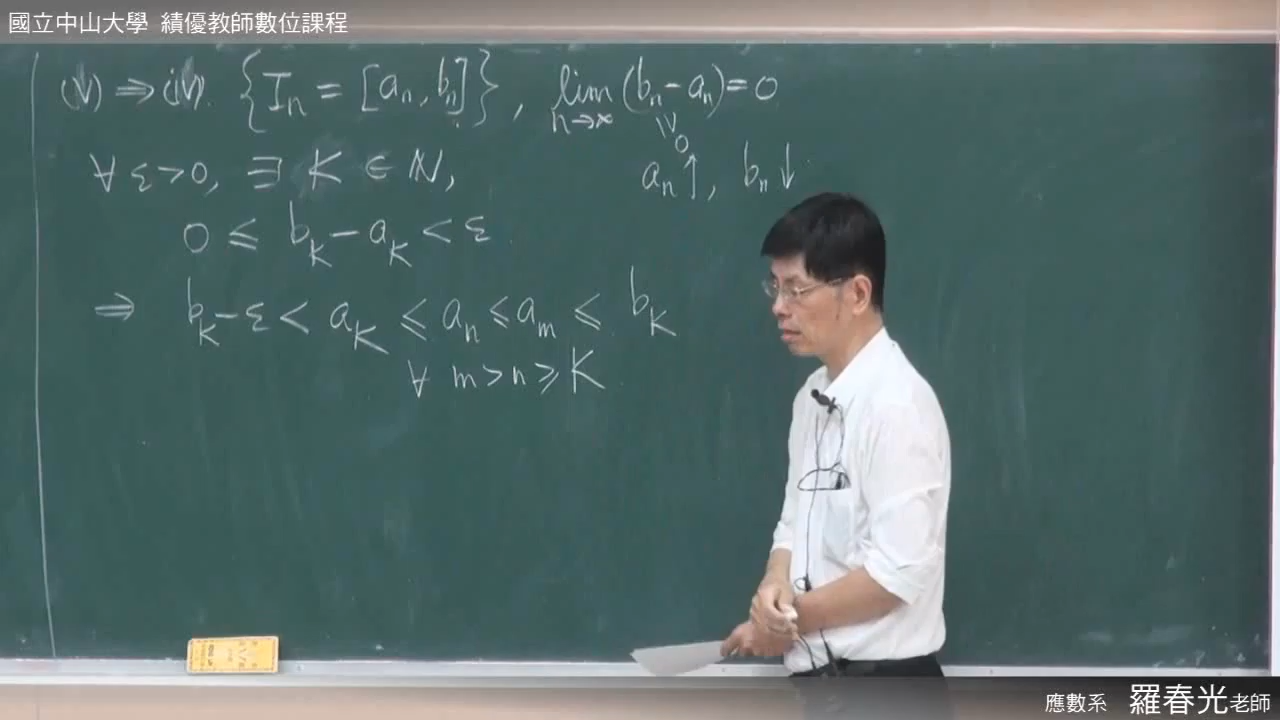 國立中山大學 績優教師數位課程
(v) ⇒ (iv). {Iₙ = [aₙ, bₙ]}, lim (bₙ - aₙ) = 0
n→∞
≥0
∀ ε > 0, ∃ K ∈ ℕ,
aₙ↑, bₙ↓
0 ≤ b_K - a_K < ε
⇒ b_K - ε < a_K ≤ aₙ ≤ aₘ ≤ b_K
∀ m > n ≥ K
應數系 羅春光老師